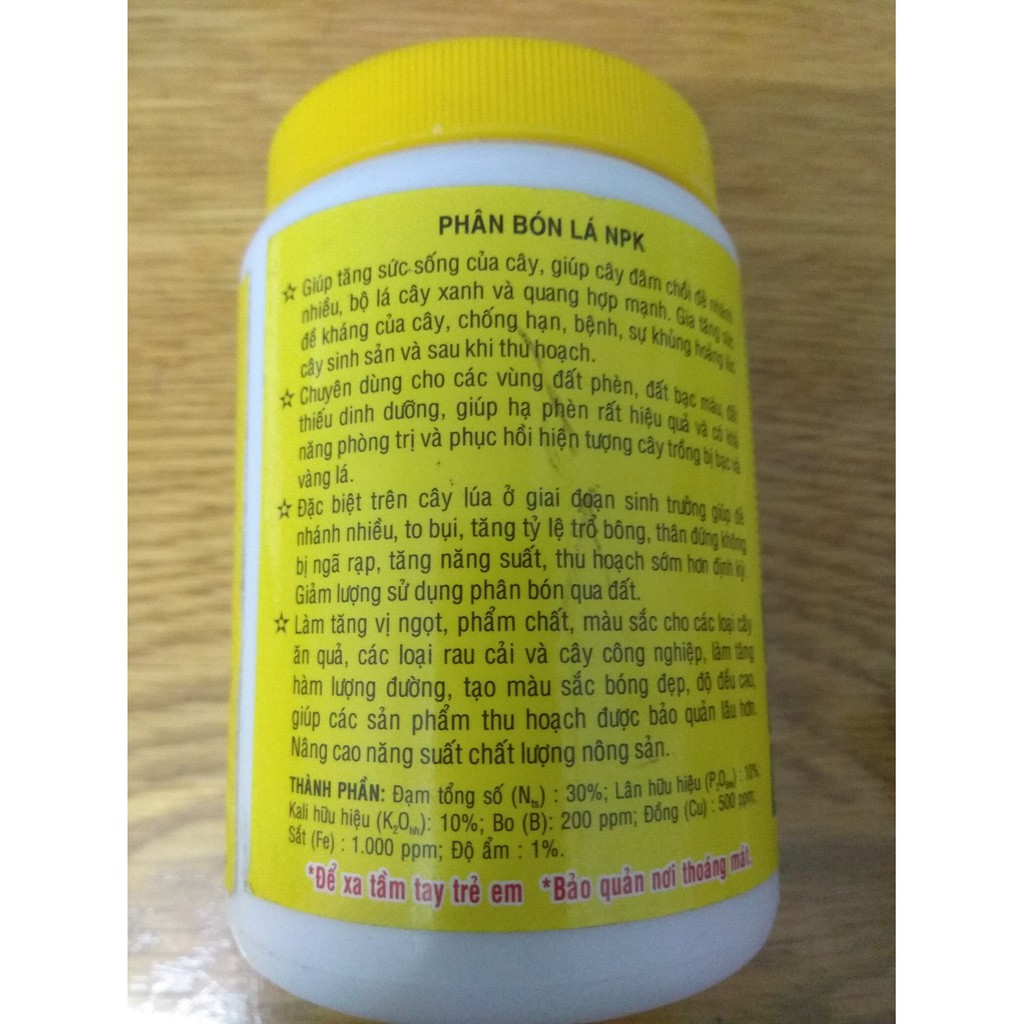 PHÂN BÓN LÁ NPK
☆ Giúp tăng sức sống của cây, giúp cây đâm chồi đẻ nhánh
nhiều, bộ lá cây xanh và quang hợp mạnh. Gia tăng sức
đề kháng của cây, chống hạn, bệnh, sự khủng hoảng
cây sinh sản và sau khi thu hoạch.
☆ Chuyên dùng cho các vùng đất phèn, đất bạc màu, đất
thiếu dinh dưỡng, giúp hạ phèn rất hiệu quả và có khả
năng phòng trị và phục hồi hiện tượng cây trồng bị bạc và
vàng lá.
☆ Đặc biệt trên cây lúa ở giai đoạn sinh trưởng giúp đẻ
nhánh nhiều, to bụi, tăng tỷ lệ trổ bông, thân đứng không
bị ngã rạp, tăng năng suất, thu hoạch sớm hơn định kỳ.
Giảm lượng sử dụng phân bón qua đất.
☆ Làm tăng vị ngọt, phẩm chất, màu sắc cho các loại cây
ăn quả, các loại rau cải và cây công nghiệp, làm tăng
hàm lượng đường, tạo màu sắc bóng đẹp, độ đều cao,
giúp các sản phẩm thu hoạch được bảo quản lâu hơn.
Nâng cao năng suất chất lượng nông sản.
THÀNH PHẦN: Đạm tổng số (Nts) : 30%; Lân hữu hiệu (P2O5hh) : 10%;
Kali hữu hiệu (K2Ohh): 10%; Bo (B): 200 ppm; Đồng (Cu) : 500 ppm;
Sắt (Fe) : 1.000 ppm; Độ ẩm : 1%.
*Để xa tầm tay trẻ em *Bảo quản nơi thoáng mát.